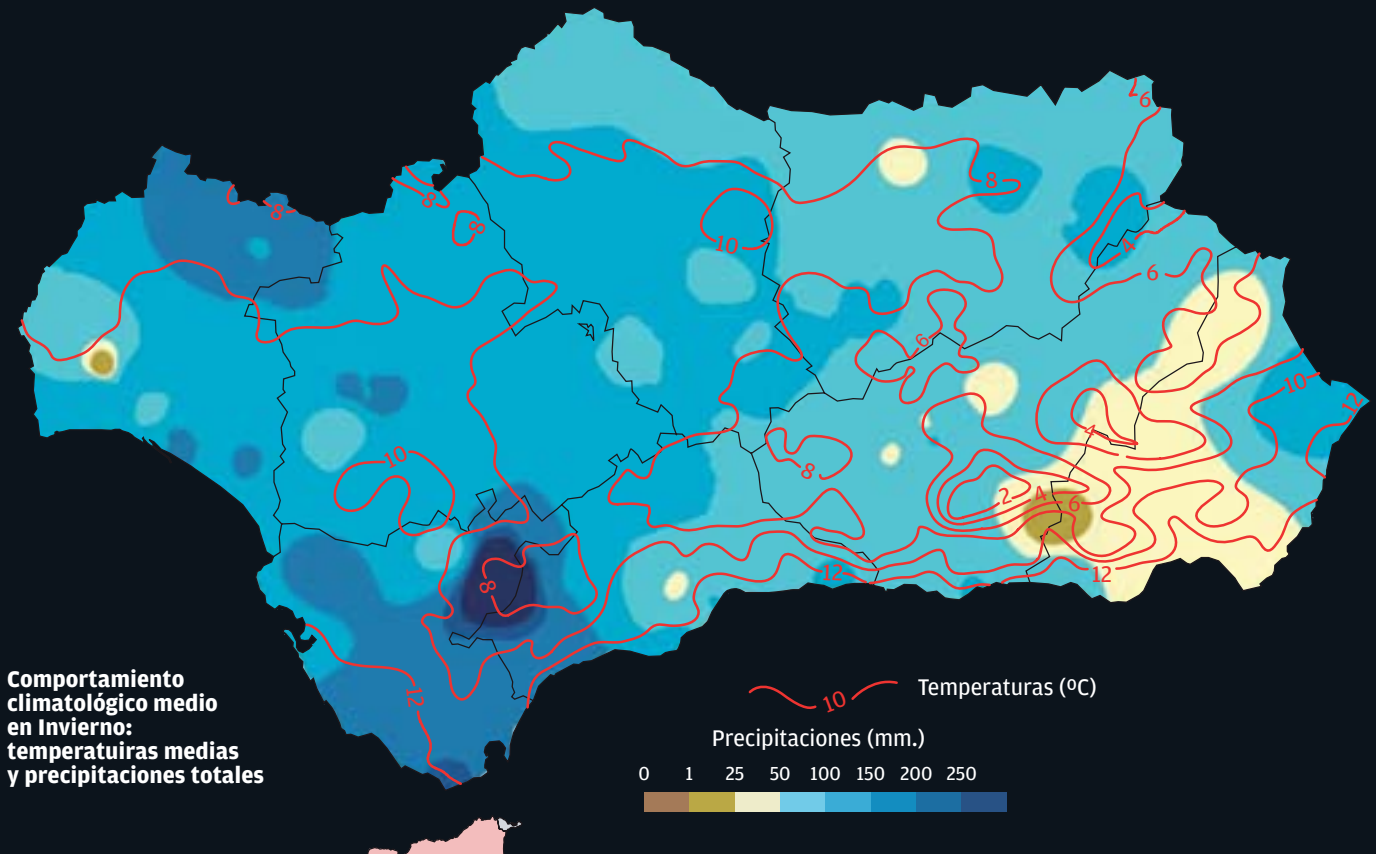 6
8
8
8
8
10
4
6
6
10
12
4
10
8
2 4 6
8
12
12
12
Comportamiento
climatológico medio
en Invierno:
temperatuiras medias
y precipitaciones totales
10
Temperaturas (ºC)
Precipitaciones (mm.)
0 1 25 50 100 150 200 250